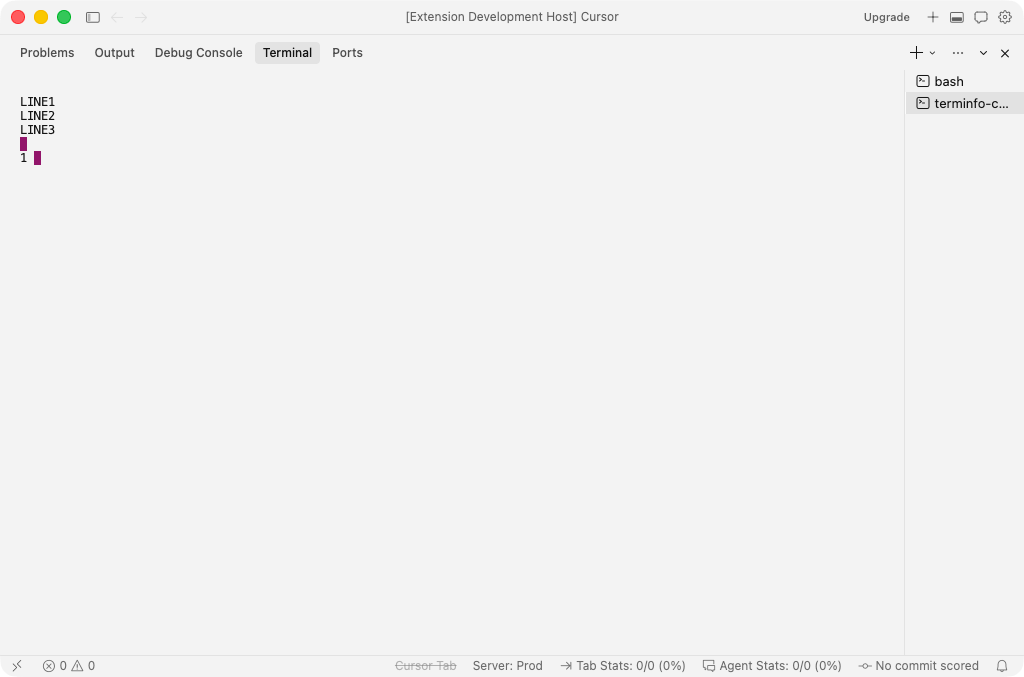 [Extension Development Host] Cursor
Upgrade
Problems Output Debug Console Terminal Ports
bash
terminfo-c...
LINE1
LINE2
LINE3
1
0 0 Cursor Tab Server: Prod Tab Stats: 0/0 (0%) Agent Stats: 0/0 (0%) No commit scored